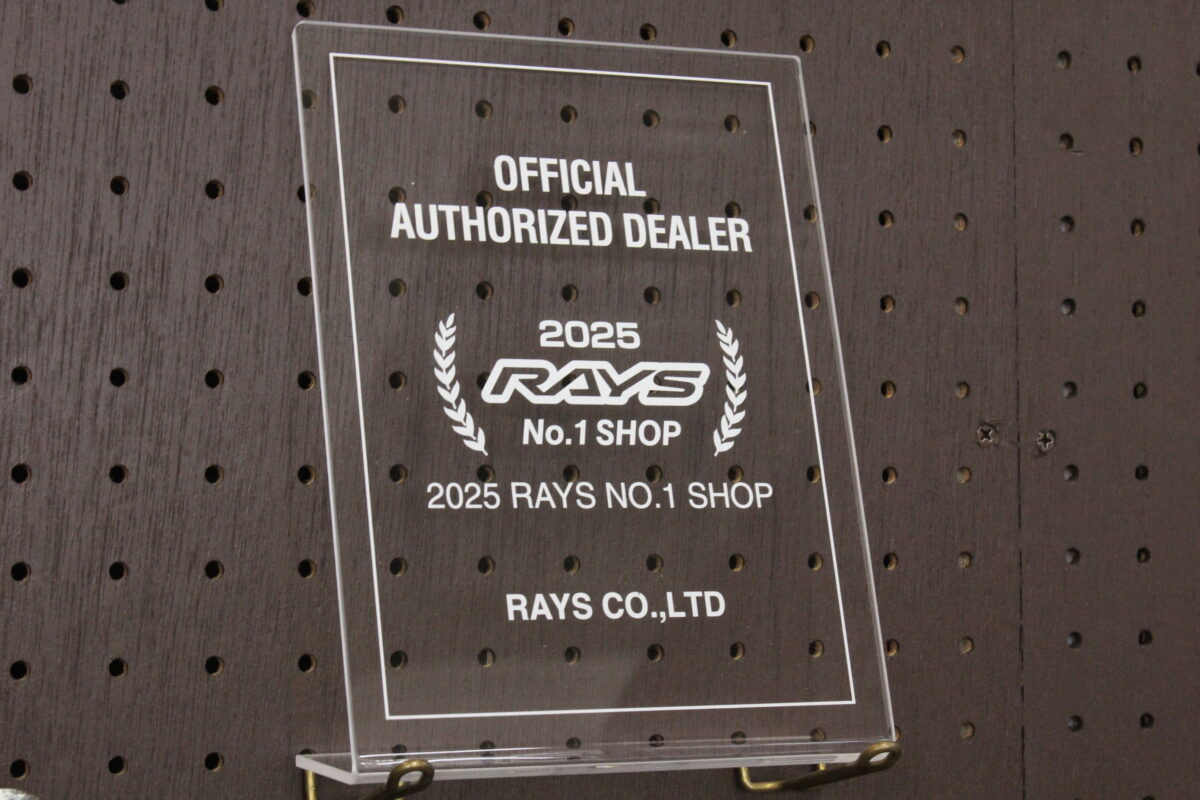 OFFICIAL
AUTHORIZED DEALER
2025
RAYS
No.1 SHOP
2025 RAYS NO.1 SHOP
RAYS CO.,LTD